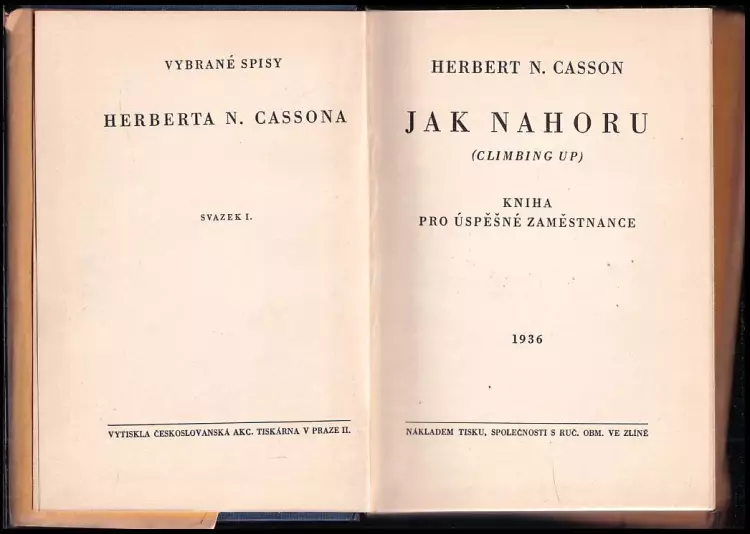 VYBRANÉ SPISY
HERBERTA N. CASSONA
SVAZEK I.
VYTISKLA ČESKOSLOVANSKÁ AKC. TISKÁRNA V PRAZE II.
HERBERT N. CASSON
JAK NAHORU
(CLIMBING UP)
KNIHA
PRO ÚSPĚŠNÉ ZAMĚSTNANCE
1936
NÁKLADEM TISKU, SPOLEČNOSTI S RUČ. OBM. VE ZLÍNĚ